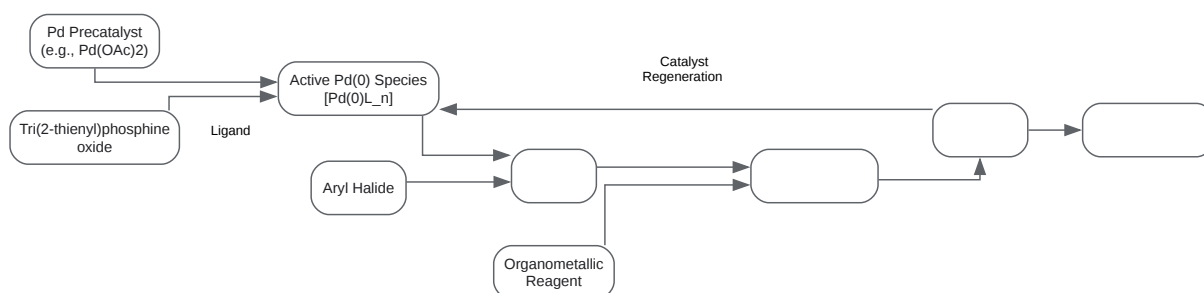 Pd Precatalyst
(e.g., Pd(OAc)2)
Catalyst
Regeneration
Active Pd(0) Species
[Pd(0)L_n]
Tri(2-thienyl)phosphine
oxide
Ligand
Aryl Halide
Organometallic
Reagent